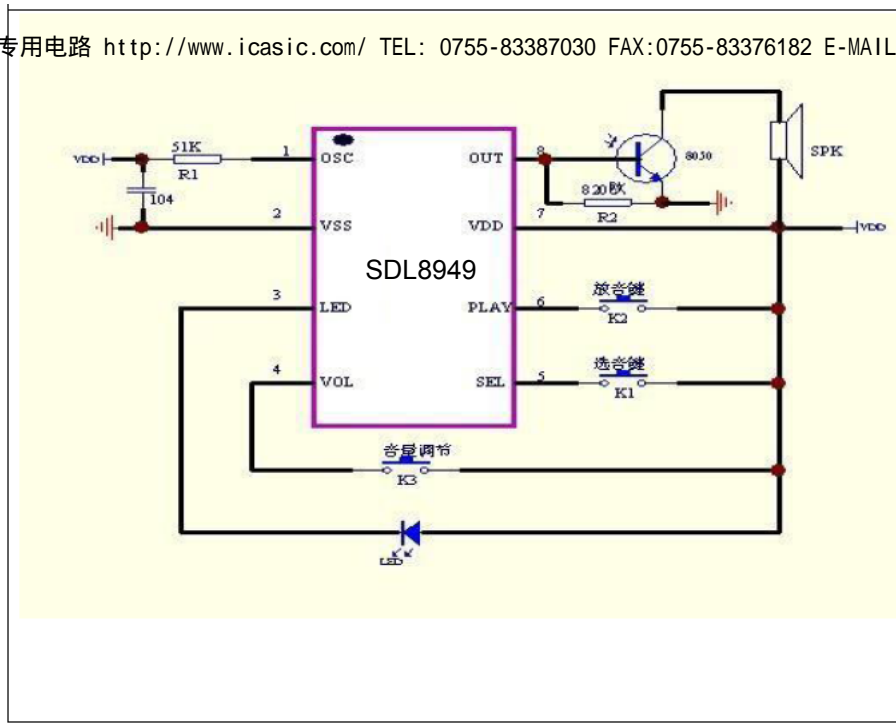 专用电路 http://www.icasic.com/ TEL: 0755-83387030 FAX:0755-83376182 E-MAIL
51K
VDD
R1
104
1
OSC
2
VSS
3
LED
4
VOL
SDL8949
OUT
8
VDD
7
PLAY
6
SEL
5
8050
820欧
R2
SPK
VDD
放音键
K2
选音键
K1
音量调节
K3
LED